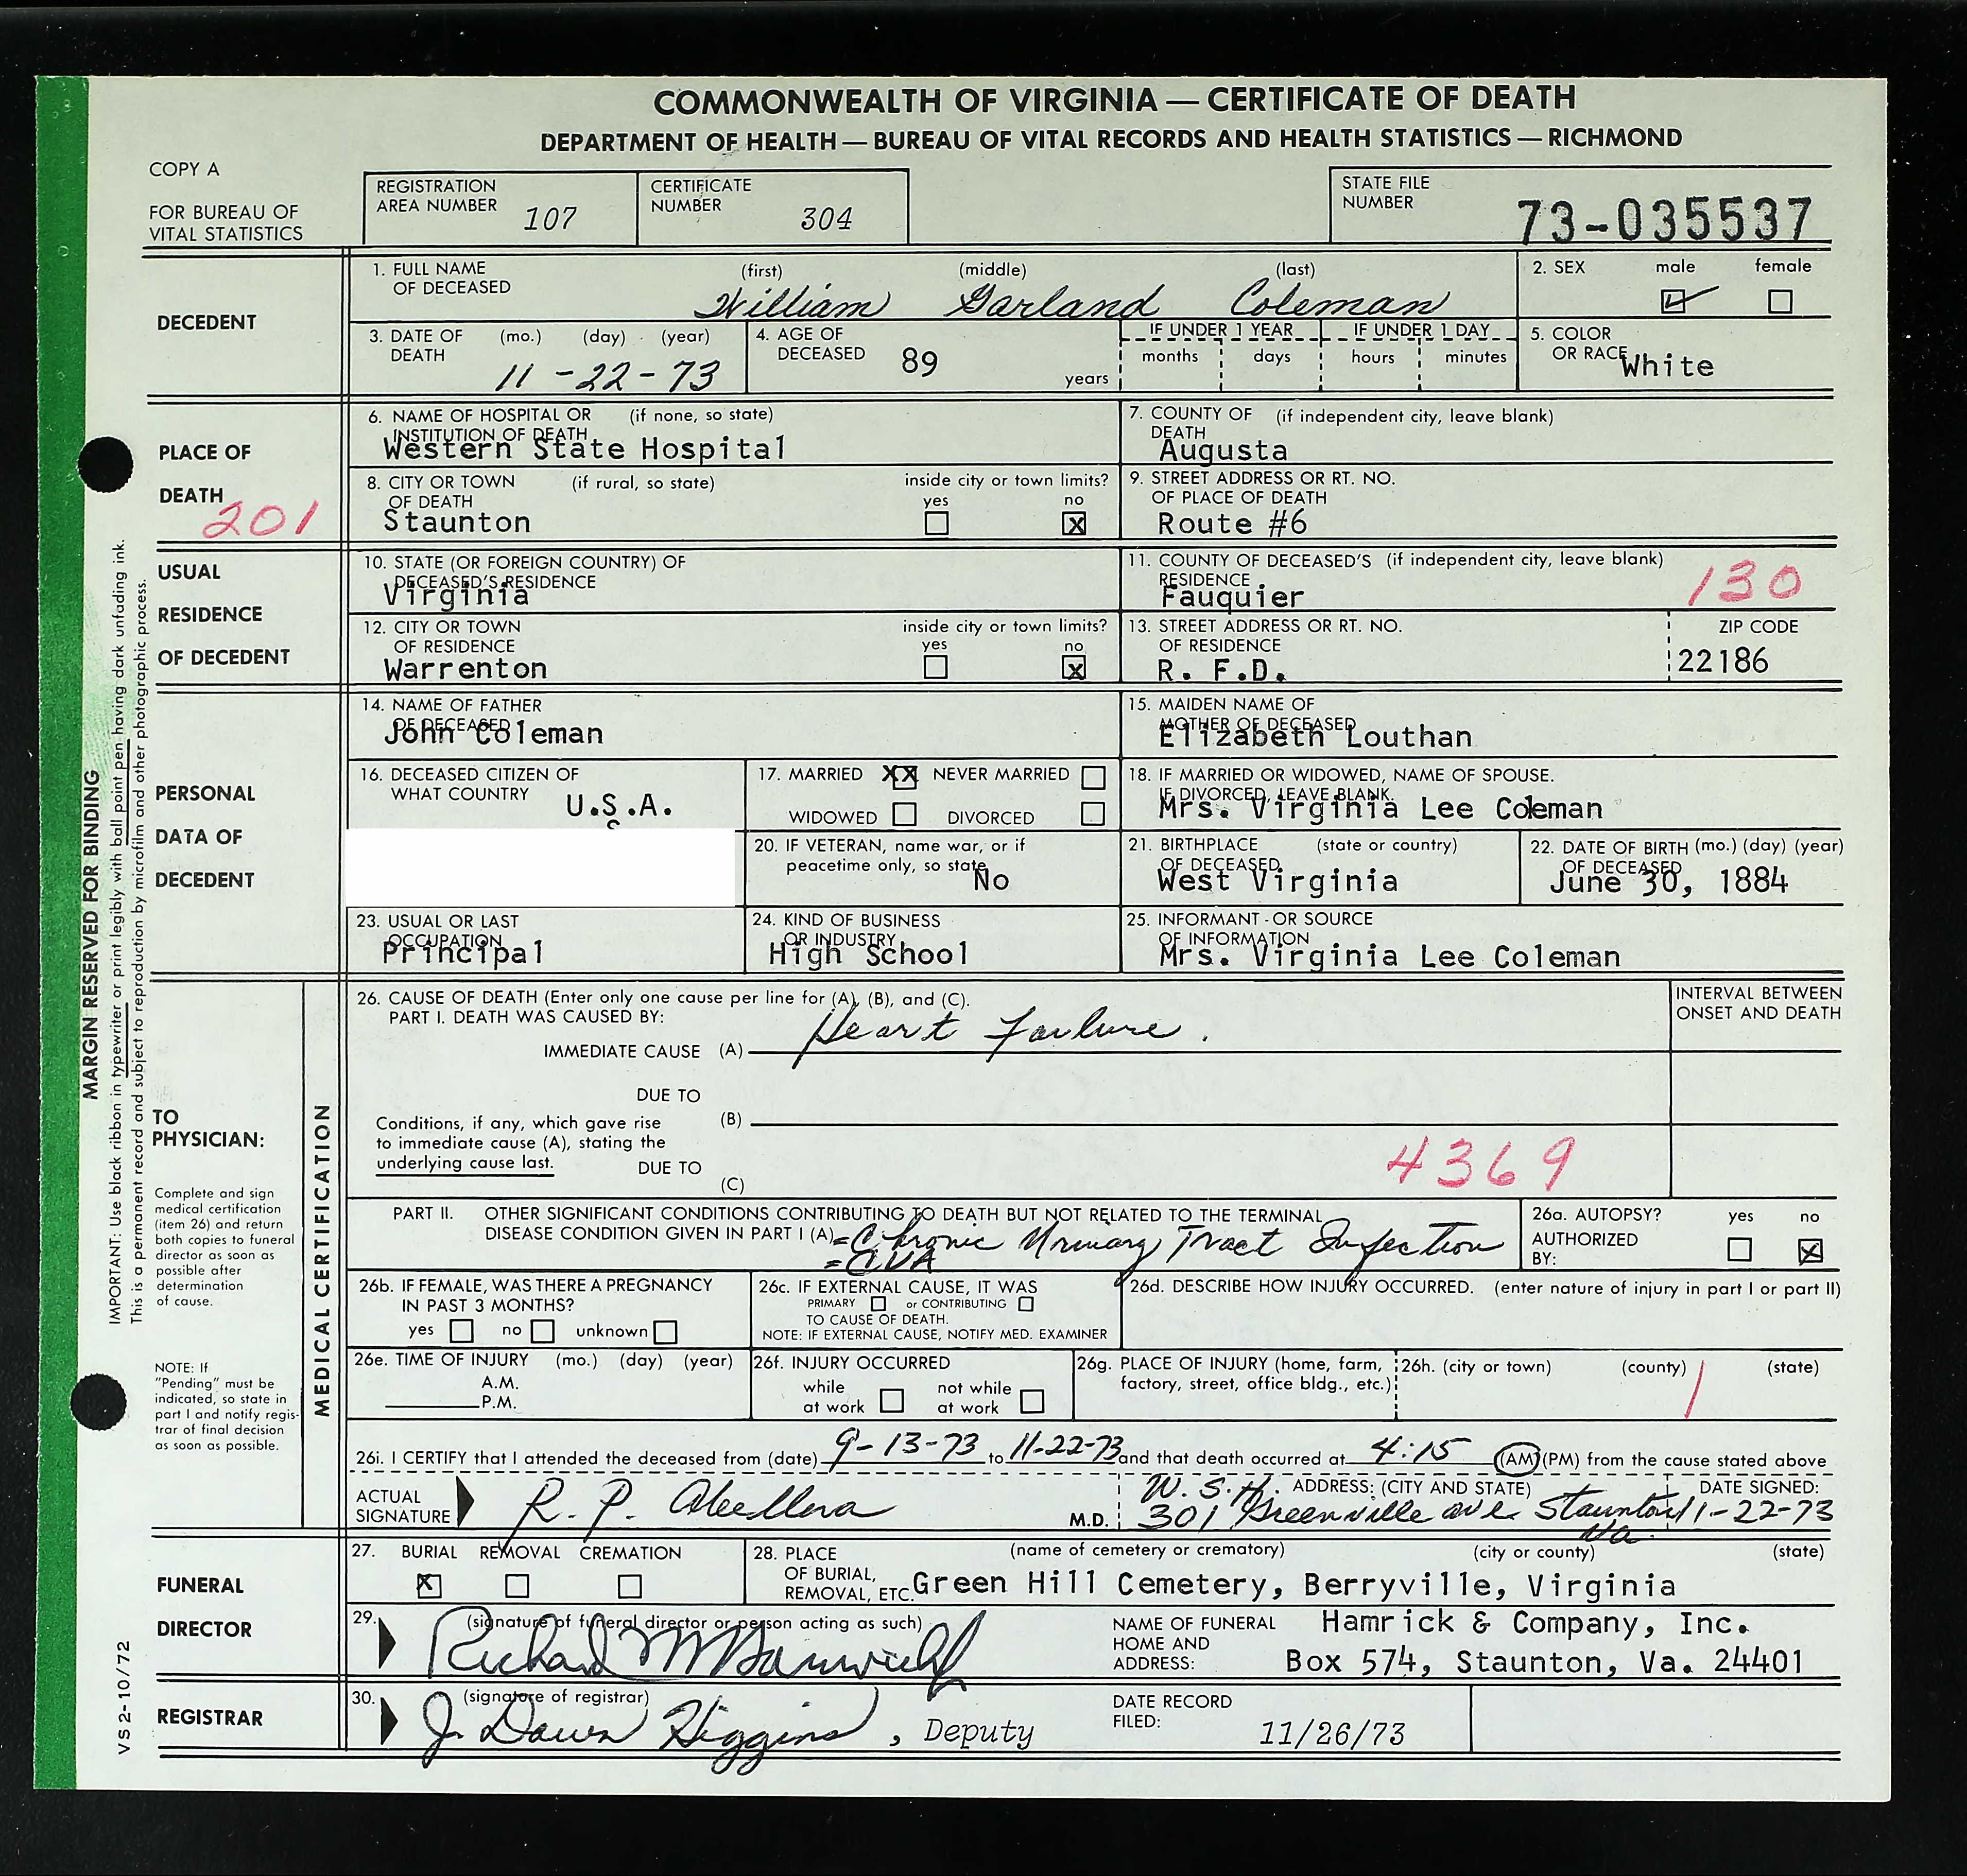 COMMONWEALTH OF VIRGINIA — CERTIFICATE OF DEATH
DEPARTMENT OF HEALTH — BUREAU OF VITAL RECORDS AND HEALTH STATISTICS — RICHMOND
COPY A
FOR BUREAU OF
VITAL STATISTICS
REGISTRATION
AREA NUMBER 107
CERTIFICATE
NUMBER 304
STATE FILE
NUMBER 73-035537
DECEDENT
1. FULL NAME (first) (middle) (last)
OF DECEASED William Garland Coleman
2. SEX male female
3. DATE OF (mo.) (day) (year)
DEATH 11-22-73
4. AGE OF
DECEASED 89 years
IF UNDER 1 YEAR IF UNDER 1 DAY
months days hours minutes
5. COLOR
OR RACE White
PLACE OF
DEATH
201
6. NAME OF HOSPITAL OR (if none, so state)
INSTITUTION OF DEATH
Western State Hospital
7. COUNTY OF (if independent city, leave blank)
DEATH
Augusta
8. CITY OR TOWN (if rural, so state) inside city or town limits?
OF DEATH yes no
Staunton x
9. STREET ADDRESS OR RT. NO.
OF PLACE OF DEATH
Route #6
USUAL
RESIDENCE
OF DECEDENT
10. STATE (OR FOREIGN COUNTRY) OF
DECEASED'S RESIDENCE
Virginia
11. COUNTY OF DECEASED'S (if independent city, leave blank)
RESIDENCE
Fauquier
130
12. CITY OR TOWN inside city or town limits?
OF RESIDENCE yes no
Warrenton x
13. STREET ADDRESS OR RT. NO. ZIP CODE
OF RESIDENCE
R. F.D. 22186
PERSONAL
DATA OF
DECEDENT
14. NAME OF FATHER
OF DECEASED
John Coleman
15. MAIDEN NAME OF
MOTHER OF DECEASED
Elizabeth Louthan
16. DECEASED CITIZEN OF
WHAT COUNTRY U.S.A.
17. MARRIED XX NEVER MARRIED
WIDOWED DIVORCED
18. IF MARRIED OR WIDOWED, NAME OF SPOUSE.
IF DIVORCED, LEAVE BLANK.
Mrs. Virginia Lee Coleman
20. IF VETERAN, name war, or if
peacetime only, so state
No
21. BIRTHPLACE (state or country)
OF DECEASED
West Virginia
22. DATE OF BIRTH (mo.) (day) (year)
OF DECEASED
June 30, 1884
23. USUAL OR LAST
OCCUPATION
Principal
24. KIND OF BUSINESS
OR INDUSTRY
High School
25. INFORMANT - OR SOURCE
OF INFORMATION
Mrs. Virginia Lee Coleman
MARGIN RESERVED FOR BINDING
IMPORTANT: Use black ribbon in typewriter or print legibly with ball point pen having dark unfading ink.
This is a permanent record and subject to reproduction by microfilm and other photographic process.
TO
PHYSICIAN:
Complete and sign
medical certification
(item 26) and return
both copies to funeral
director as soon as
possible after
determination
of cause.
NOTE: If
"Pending" must be
indicated, so state in
part I and notify regis-
trar of final decision
as soon as possible.
MEDICAL CERTIFICATION
26. CAUSE OF DEATH (Enter only one cause per line for (A), (B), and (C).
PART I. DEATH WAS CAUSED BY:
INTERVAL BETWEEN
ONSET AND DEATH
IMMEDIATE CAUSE (A) Heart Failure.
DUE TO
Conditions, if any, which gave rise (B)
to immediate cause (A), stating the
underlying cause last. DUE TO
(C)
4369
PART II. OTHER SIGNIFICANT CONDITIONS CONTRIBUTING TO DEATH BUT NOT RELATED TO THE TERMINAL
DISEASE CONDITION GIVEN IN PART I (A) = Chronic Urinary Tract Infection
= CVA
26a. AUTOPSY? yes no
AUTHORIZED
BY: x
26b. IF FEMALE, WAS THERE A PREGNANCY
IN PAST 3 MONTHS?
yes no unknown
26c. IF EXTERNAL CAUSE, IT WAS
PRIMARY or CONTRIBUTING
TO CAUSE OF DEATH.
NOTE: IF EXTERNAL CAUSE, NOTIFY MED. EXAMINER
26d. DESCRIBE HOW INJURY OCCURRED. (enter nature of injury in part I or part II)
26e. TIME OF INJURY (mo.) (day) (year)
A.M.
P.M.
26f. INJURY OCCURRED
while not while
at work at work
26g. PLACE OF INJURY (home, farm,
factory, street, office bldg., etc.)
26h. (city or town) (county) (state)
1
26i. I CERTIFY that I attended the deceased from (date) 9-13-73 to 11-22-73 and that death occurred at 4:15 (AM) (PM) from the cause stated above
ACTUAL
SIGNATURE R. P. Abellera M.D.
ADDRESS: (CITY AND STATE) DATE SIGNED:
W. S. H.
301 Greenville ave Staunton 11-22-73
Va.
FUNERAL
DIRECTOR
27. BURIAL REMOVAL CREMATION
x
28. PLACE (name of cemetery or crematory) (city or county) (state)
OF BURIAL,
REMOVAL, ETC. Green Hill Cemetery, Berryville, Virginia
29. (signature of funeral director or person acting as such)
Richard M Hamrick Jr
NAME OF FUNERAL Hamrick & Company, Inc.
HOME AND
ADDRESS: Box 574, Staunton, Va. 24401
REGISTRAR
30. (signature of registrar)
J. Dawn Higgins, Deputy
DATE RECORD
FILED: 11/26/73
VS 2-10/72